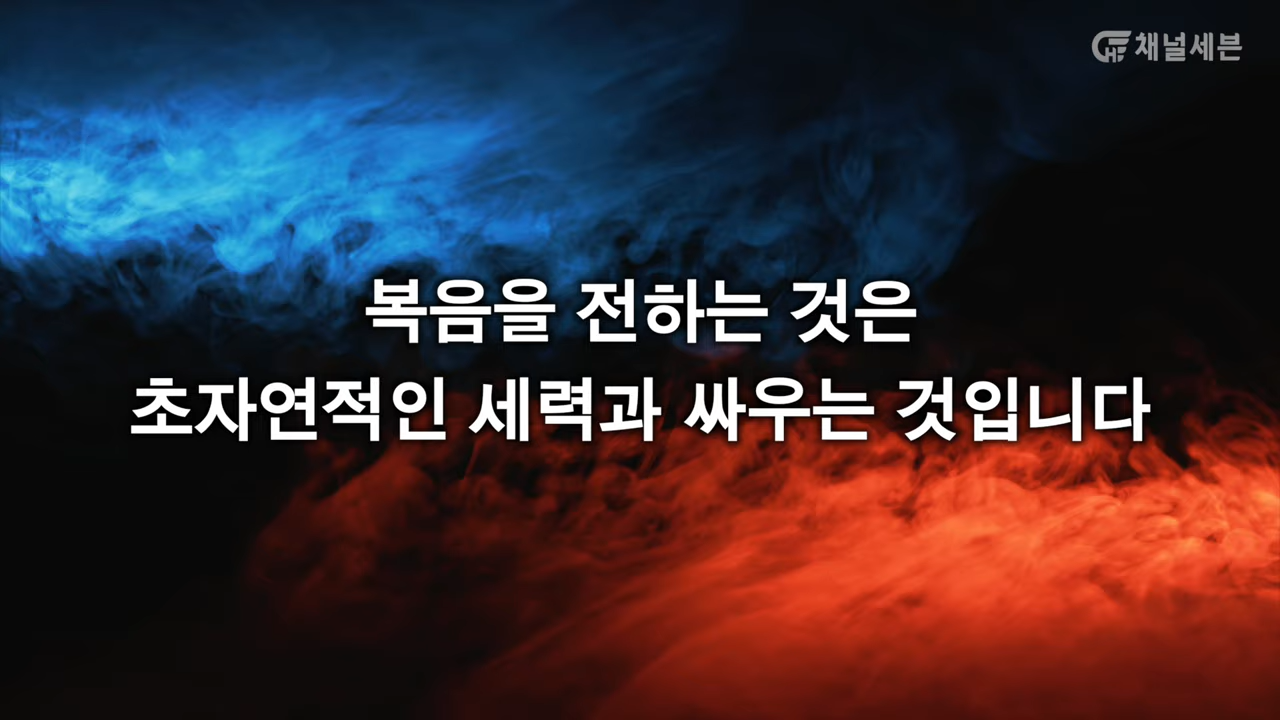 채널세븐
복음을 전하는 것은
초자연적인 세력과 싸우는 것입니다